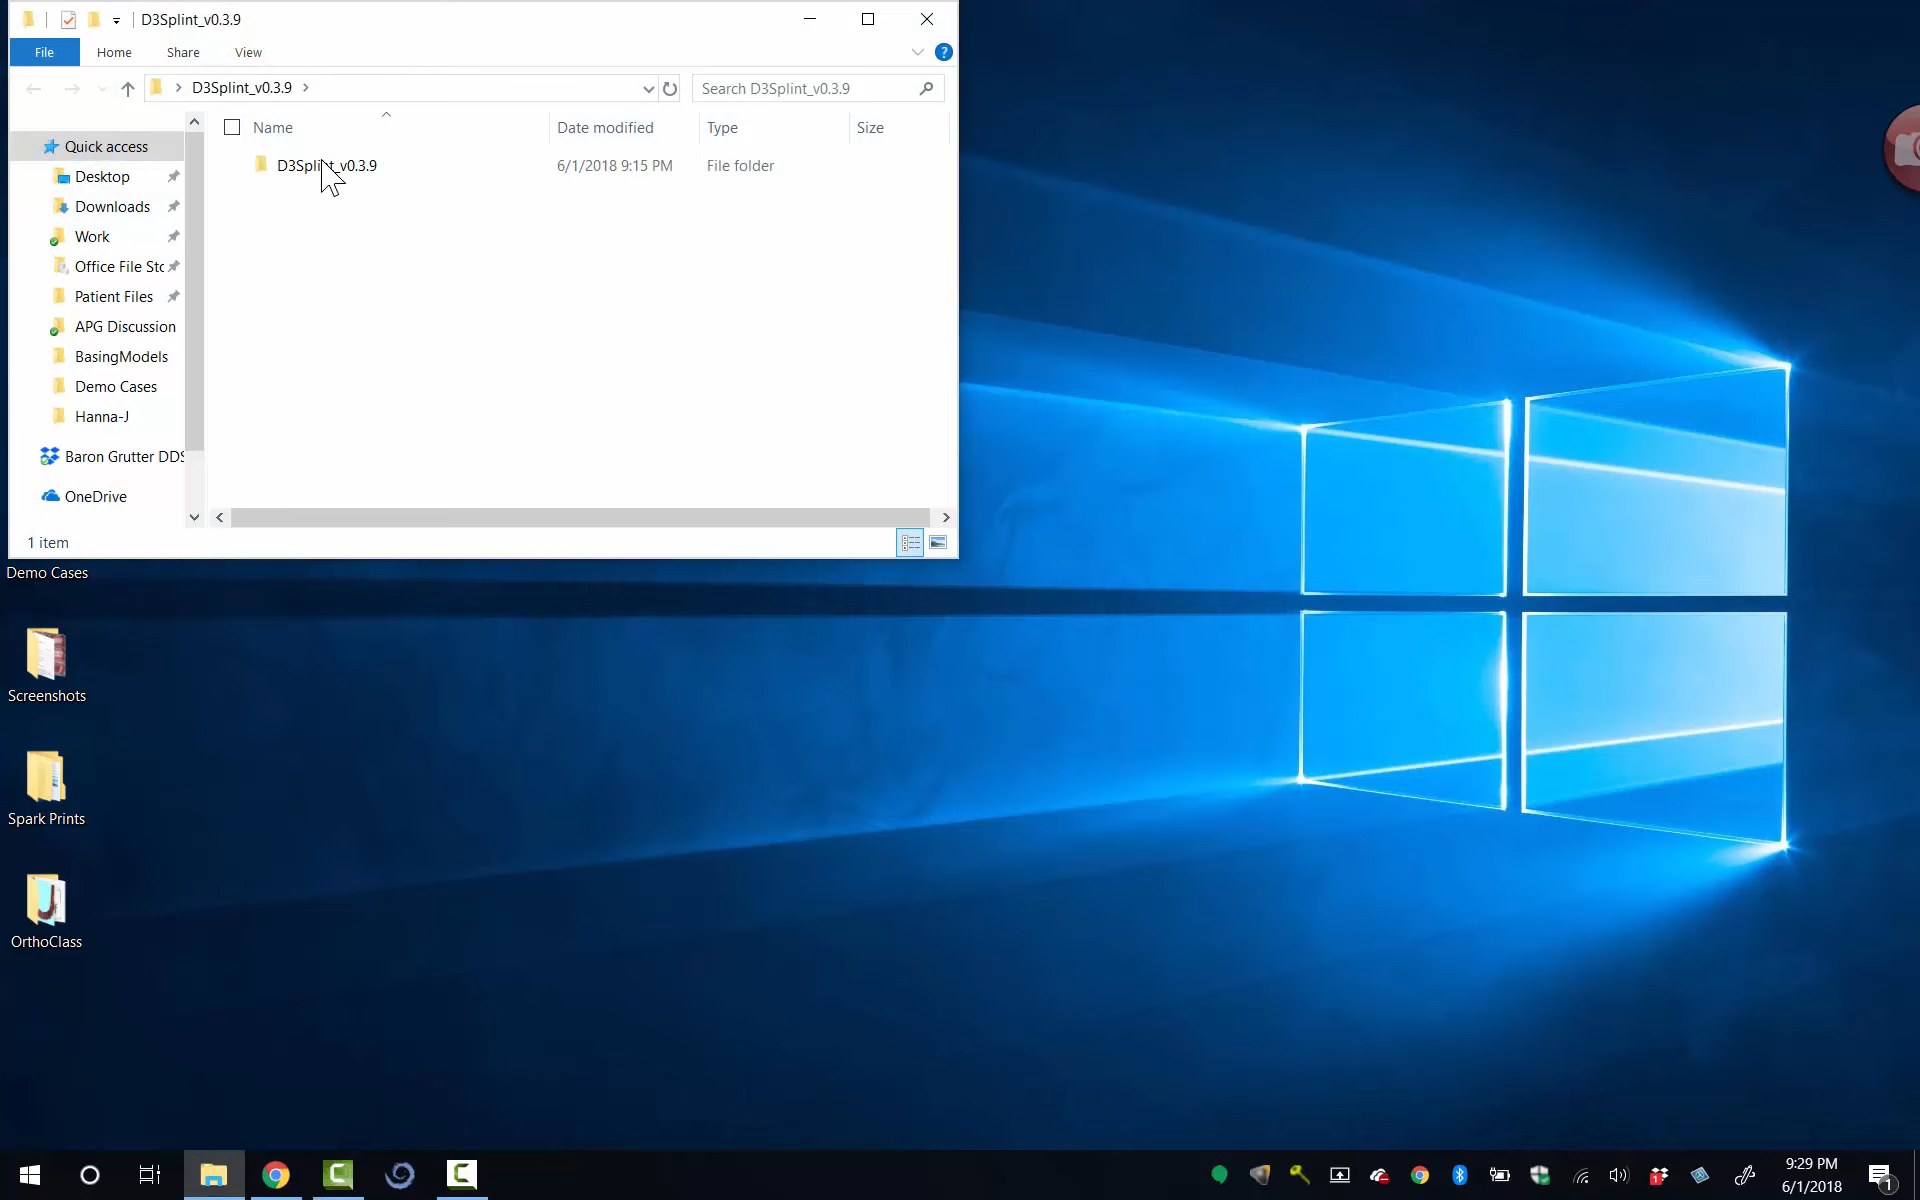 D3Splint_v0.3.9
File
Home
Share
View
D3Splint_v0.3.9
Search D3Splint_v0.3.9
Name
Date modified
Type
Size
D3Splint_v0.3.9
6/1/2018 9:15 PM
File folder
Quick access
Desktop
Downloads
Work
Office File Stc
Patient Files
APG Discussion
BasingModels
Demo Cases
Hanna-J
Baron Grutter DDS
OneDrive
1 item
Demo Cases
Screenshots
Spark Prints
OrthoClass
9:29 PM
6/1/2018
1